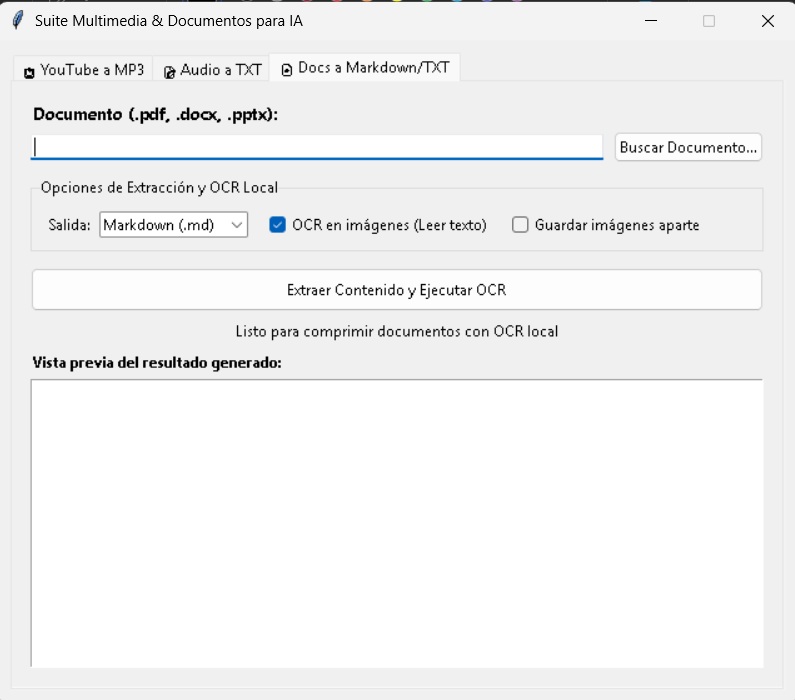 Suite Multimedia & Documentos para IA
YouTube a MP3 Audio a TXT Docs a Markdown/TXT
Documento (.pdf, .docx, .pptx):
Buscar Documento...
Opciones de Extracción y OCR Local
Salida: Markdown (.md) OCR en imágenes (Leer texto) Guardar imágenes aparte
Extraer Contenido y Ejecutar OCR
Listo para comprimir documentos con OCR local
Vista previa del resultado generado: